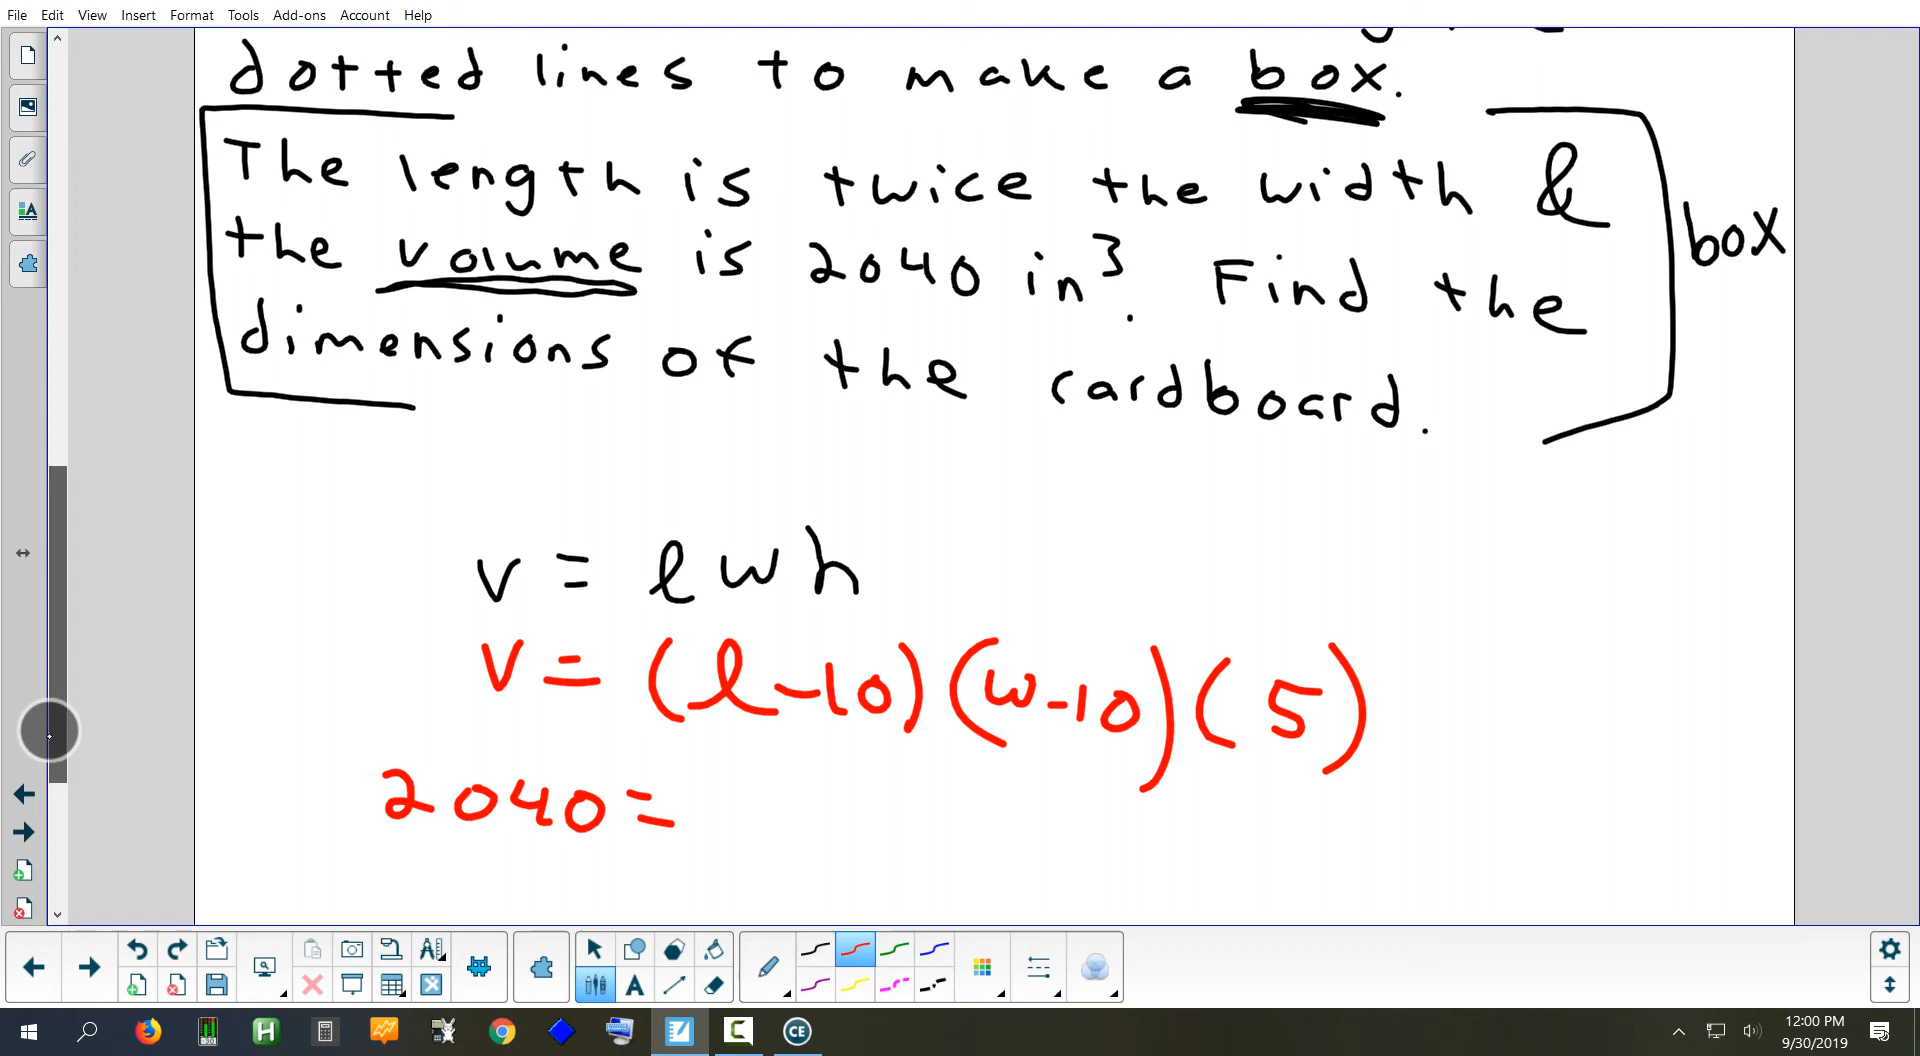 File Edit View Insert Format Tools Add-ons Account Help
dotted lines to make a box.
The length is twice the width &
the volume is 2040 in³. Find the
dimensions of the cardboard.
box
v = lwh
v = (l-10)(w-10)(5)
2040 =
12:00 PM
9/30/2019